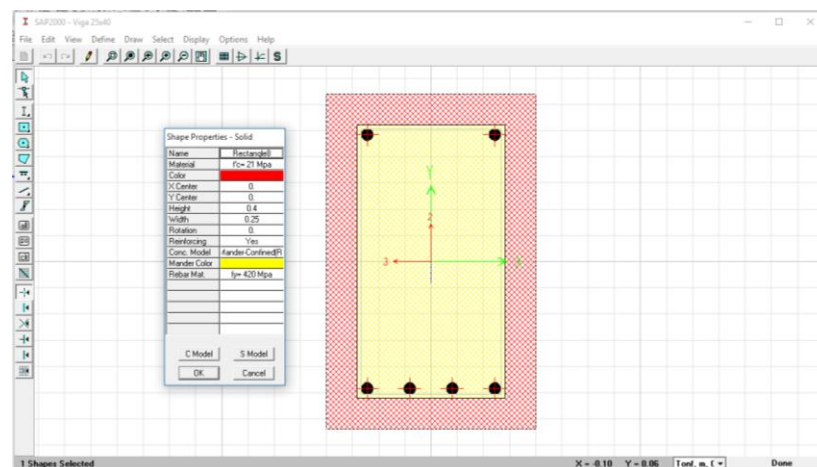 SAP2000 - Viga 25x40
File Edit View Define Draw Select Display Options Help
Shape Properties - Solid
Name Rectangle8
Material f'c= 21 Mpa
Color
X Center 0.
Y Center 0.
Height 0.4
Width 0.25
Rotation 0.
Reinforcing Yes
Conc. Model Mander-Confined(R
Mander Color
Rebar Mat. fy= 420 Mpa
C Model S Model
OK Cancel
Y
2
3
1 Shapes Selected X = -0.10 Y = 0.06 Tonf, m, C Done